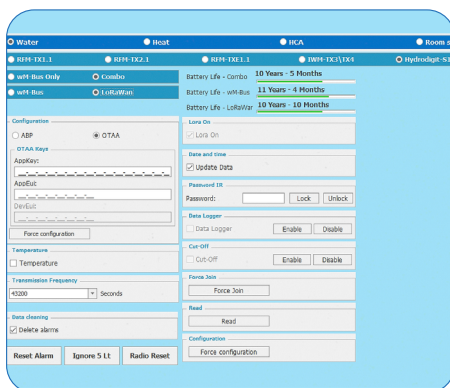 Water
Heat
HCA
Room s
RFM-TX1.1
RFM-TX2.1
RFM-TXE1.1
IWM-TX3\TX4
Hydrodigit-S1
wM-Bus Only
Combo
Battery Life - Combo
10 Years - 5 Months
wM-Bus
LoRaWan
Battery Life - wM-Bus
11 Years - 4 Months
Battery Life - LoRaWar
10 Years - 10 Months
Configuration
ABP
OTAA
OTAA Keys
AppKey:
AppEui:
DevEui:
Force configuration
Temperature
Temperature
Transmission Frequency
43200
Seconds
Data cleaning
Delete alarms
Reset Alarm
Ignore 5 Lt
Radio Reset
Lora On
Lora On
Date and time
Update Data
Password IR
Password:
Lock
Unlock
Data Logger
Data Logger
Enable
Disable
Cut-Off
Cut-Off
Enable
Disable
Force Join
Force Join
Read
Read
Configuration
Force configuration